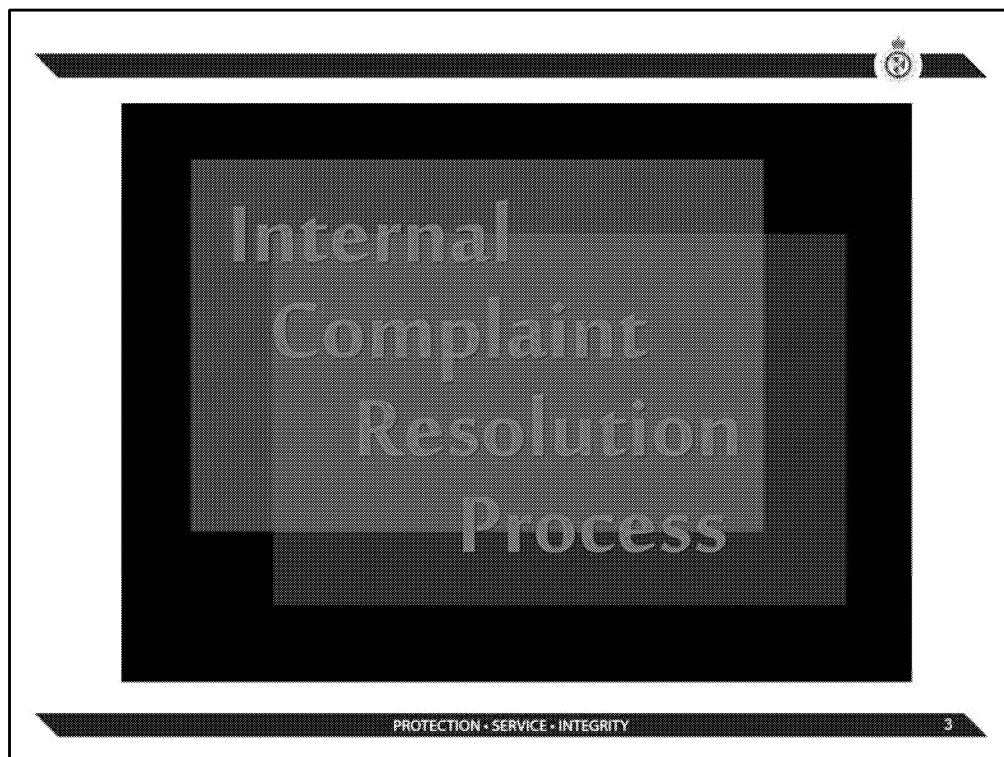 Internal
Complaint
Resolution
Process
PROTECTION • SERVICE • INTEGRITY
3